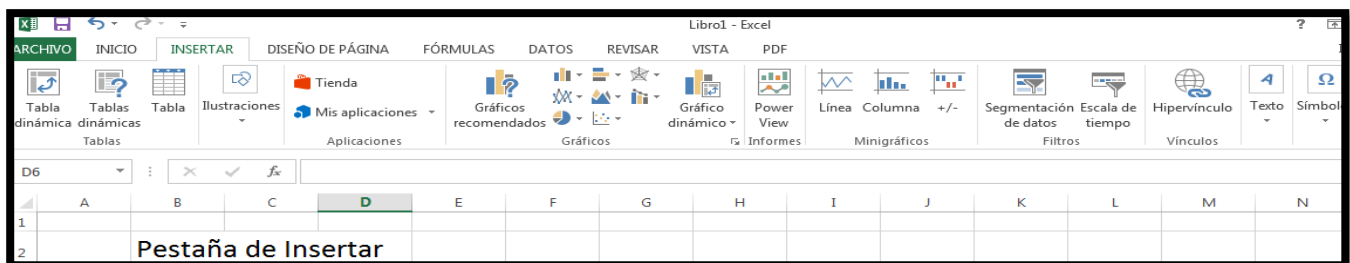 Libro1 - Excel ?
ARCHIVO INICIO INSERTAR DISEÑO DE PÁGINA FÓRMULAS DATOS REVISAR VISTA PDF
Tabla dinámica
Tablas dinámicas
Tabla
Ilustraciones
Tienda
Mis aplicaciones
Gráficos recomendados
Gráfico dinámico
Power View
Línea Columna +/-
Segmentación de datos
Escala de tiempo
Hipervínculo
Texto
Símbol
Tablas Aplicaciones Gráficos Informes Minigráficos Filtros Vínculos
D6 fx
A B C D E F G H I J K L M N
1
2 Pestaña de Insertar